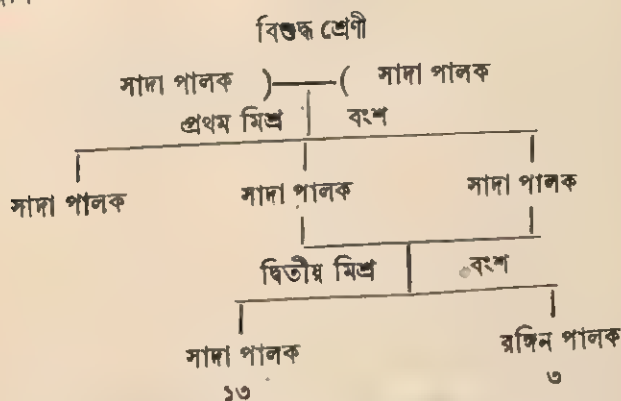 বিশুদ্ধ শ্রেণী
সাদা পালক )—( সাদা পালক
প্রথম মিশ্র বংশ
সাদা পালক সাদা পালক সাদা পালক
দ্বিতীয় মিশ্র বংশ
সাদা পালক রঙ্গিন পালক
১৩ ৩